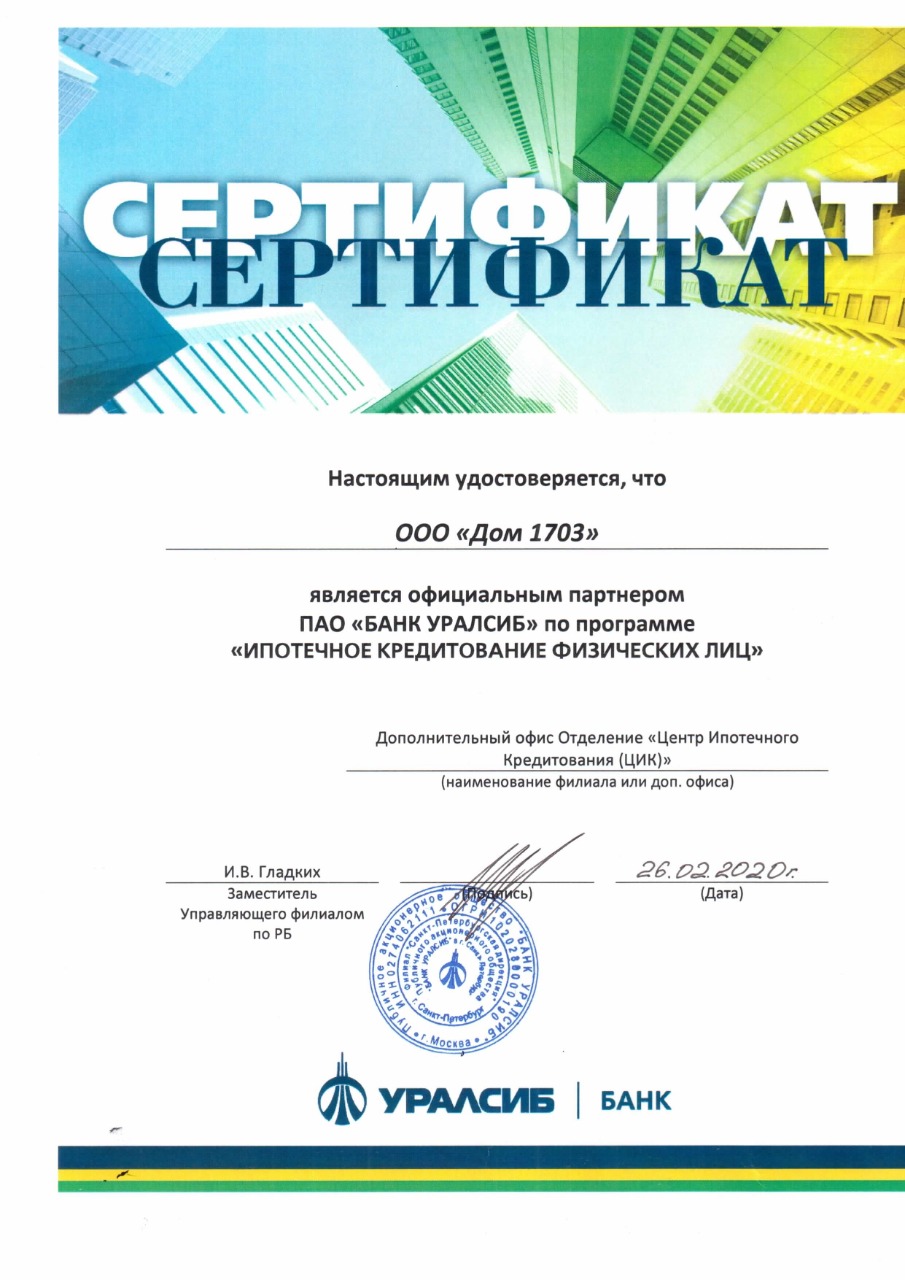 СЕРТИФИКАТ
СЕРТИФИКАТ
Настоящим удостоверяется, что
ООО «Дом 1703»
является официальным партнером
ПАО «БАНК УРАЛСИБ» по программе
«ИПОТЕЧНОЕ КРЕДИТОВАНИЕ ФИЗИЧЕСКИХ ЛИЦ»
Дополнительный офис Отделение «Центр Ипотечного
Кредитования (ЦИК)»
(наименование филиала или доп. офиса)
И.В. Гладких
26.02.2020г.
Заместитель
Управляющего филиалом
по РБ
(Подпись)
(Дата)
Публичное акционерное общество "БАНК УРАЛСИБ" • г. Москва •
ИНН 0274062111 • ОГРН 1020280000190
Филиал "Санкт-Петербургская дирекция"
Публичного акционерного общества
"БАНК УРАЛСИБ" в г. Санкт-Петербург
г. Санкт-Петербург
УРАЛСИБ | БАНК